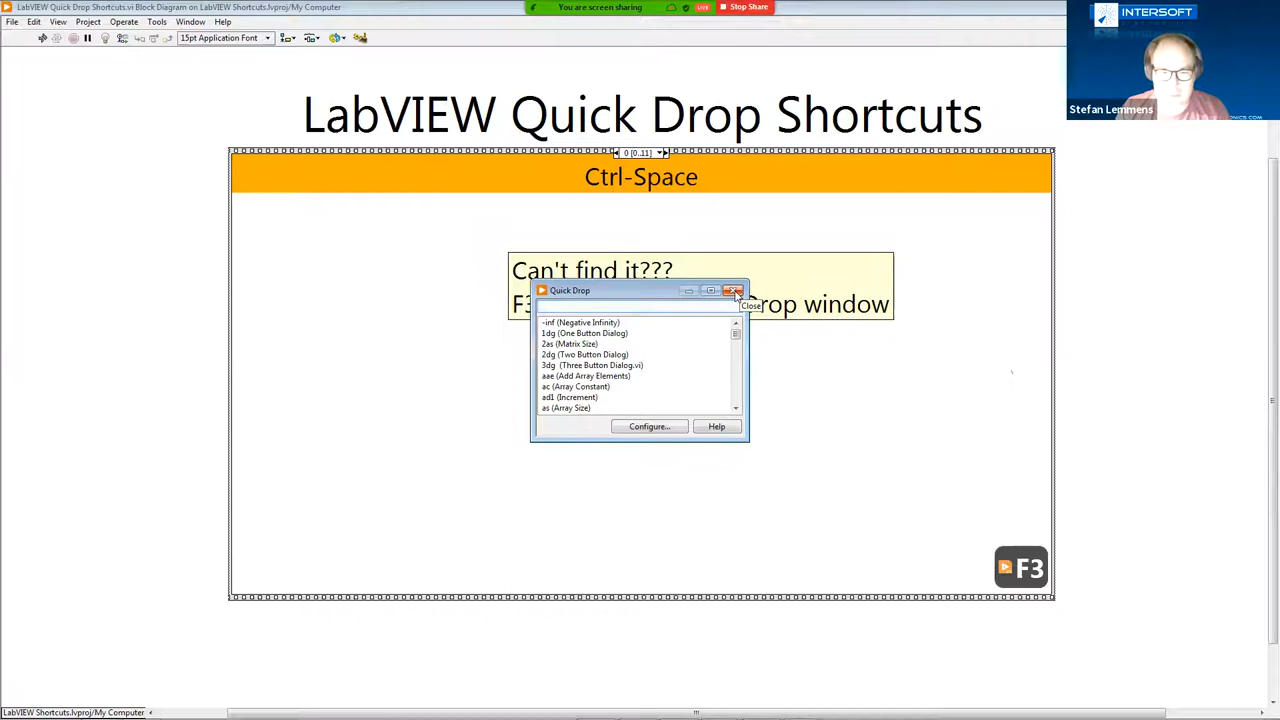 LabVIEW Quick Drop Shortcuts.vi Block Diagram on LabVIEW Shortcuts.lvproj/My Computer
You are screen sharing
LIVE
Stop Share
File Edit View Project Operate Tools Window Help
15pt Application Font
INTERSOFT
Stefan Lemmens
LabVIEW Quick Drop Shortcuts
0 [0..11]
Ctrl-Space
Can't find it???
F3
Drop window
Quick Drop
Close
-inf (Negative Infinity)
1dg (One Button Dialog)
2as (Matrix Size)
2dg (Two Button Dialog)
3dg (Three Button Dialog.vi)
aae (Add Array Elements)
ac (Array Constant)
ad1 (Increment)
as (Array Size)
Configure...
Help
F3
LabVIEW Shortcuts.lvproj/My Computer